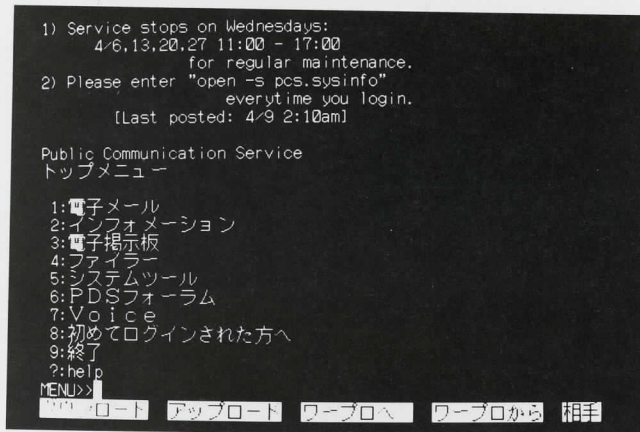 1) Service stops on Wednesdays:
4/6,13,20,27 11:00 - 17:00
for regular maintenance.
2) Please enter "open -s pcs.sysinfo"
everytime you login.
[Last posted: 4/9 2:10am]
Public Communication Service
トップメニュー
1:電子メール
2:インフォメーション
3:電子掲示板
4:ファイラー
5:システムツール
6:PDSフォーラム
7:Voice
8:初めてログインされた方へ
9:終了
?:help
MENU>>
ロート アップロート ワープロへ ワープロから 相手